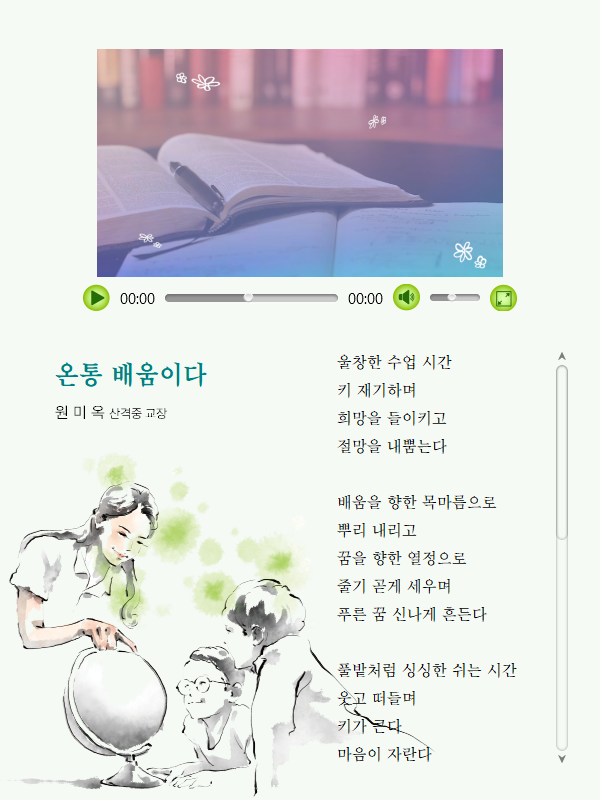 00:00
00:00
온통 배움이다
원 미 옥 산격중 교장
울창한 수업 시간
키 재기하며
희망을 들이키고
절망을 내뿜는다
배움을 향한 목마름으로
뿌리 내리고
꿈을 향한 열정으로
줄기 곧게 세우며
푸른 꿈 신나게 흔든다
풀밭처럼 싱싱한 쉬는 시간
웃고 떠들며
키가 큰다
마음이 자란다